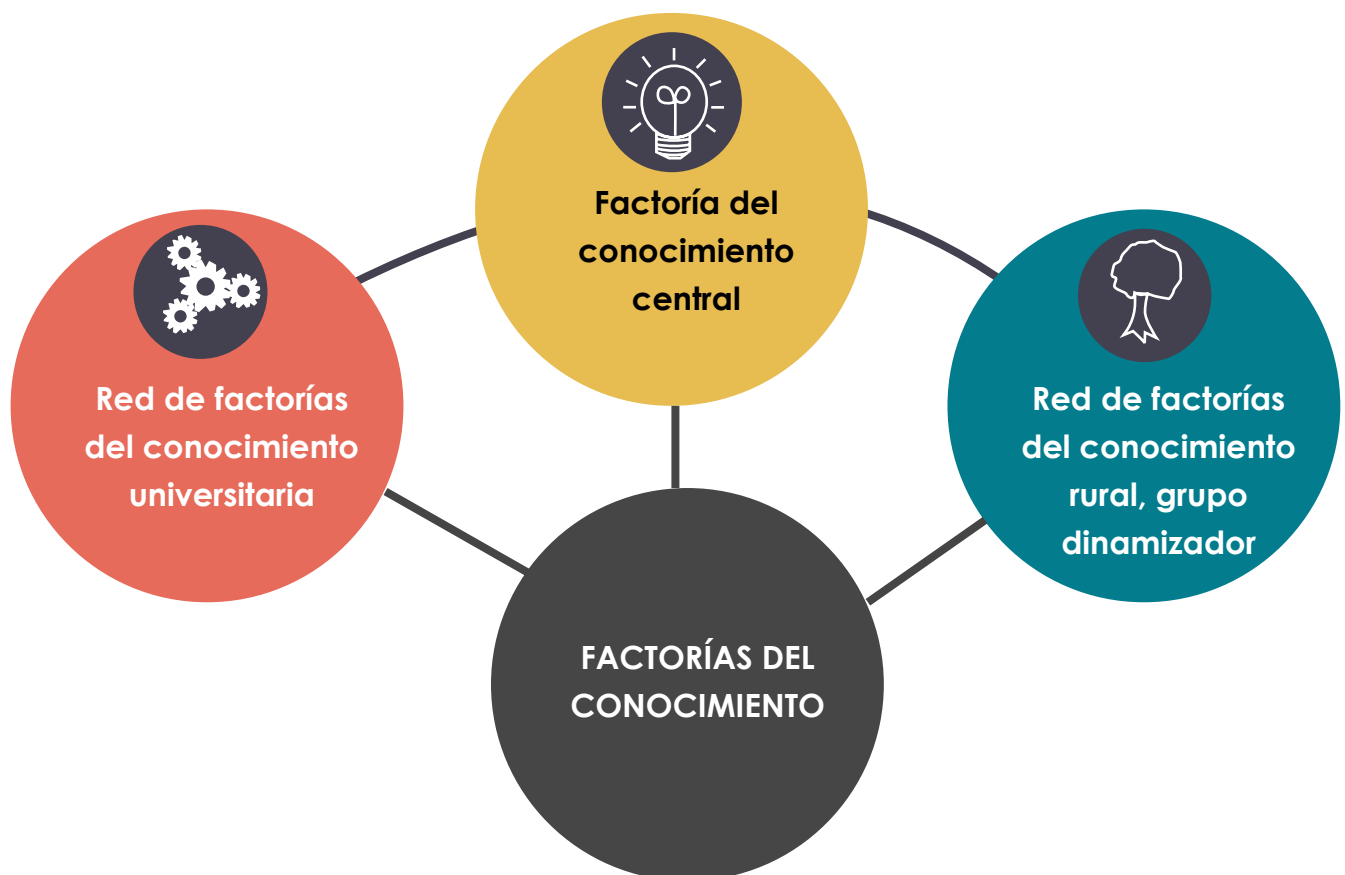 Factoría del
conocimiento
central
Red de factorías
del conocimiento
universitaria
Red de factorías
del conocimiento
rural, grupo
dinamizador
FACTORÍAS DEL
CONOCIMIENTO